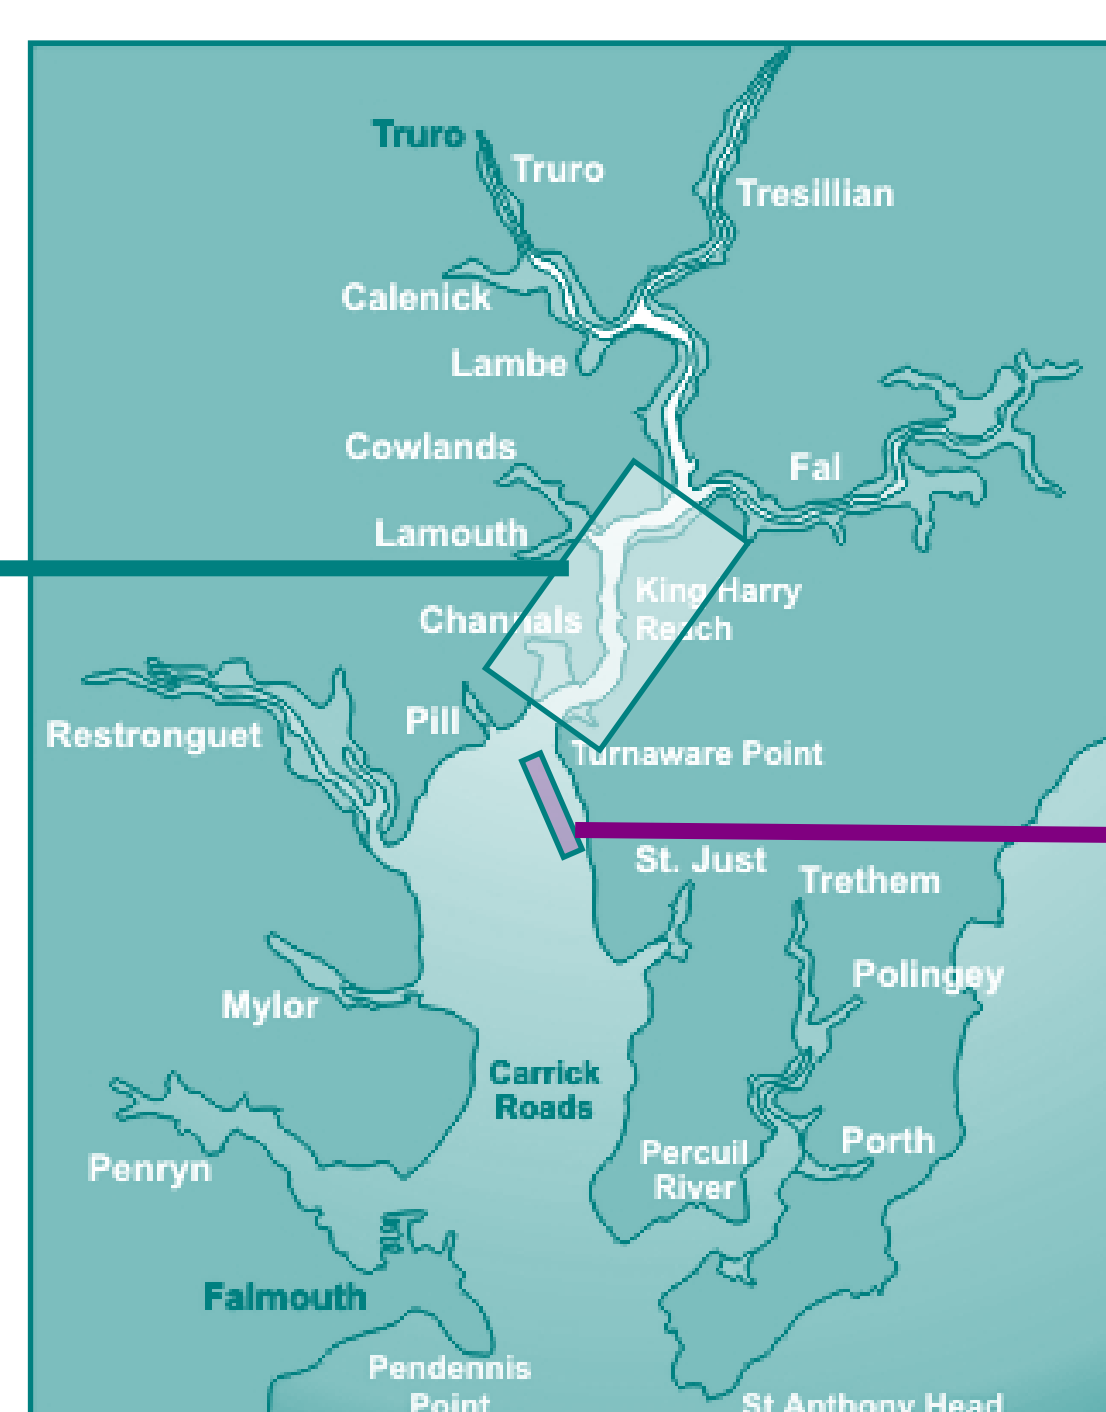 Truro
Truro
Tresillian
Calenick
Lambe
Cowlands
Fal
Lamouth
King Harry
Reach
Channals
Restronguet
Pill
Turnaware Point
St. Just
Trethem
Polingey
Mylor
Carrick
Roads
Porth
Percuil
River
Penryn
Falmouth
Pendennis
Point
St Anthony Head